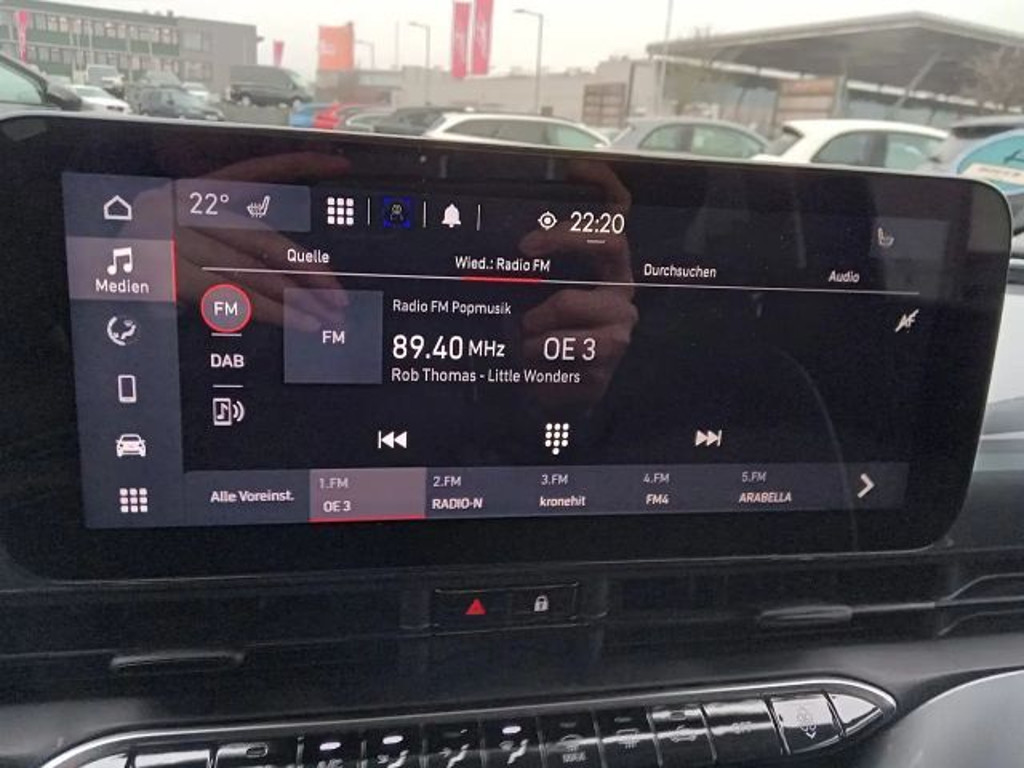 22° 22:20
Quelle Wied.: Radio FM Durchsuchen Audio
Medien
FM
FM
DAB
Radio FM Popmusik
89.40 MHz OE 3
Rob Thomas - Little Wonders
Alle Voreinst.
1.FM 2.FM 3.FM 4.FM 5.FM
OE 3 RADIO-N kronehit FM4 ARABELLA